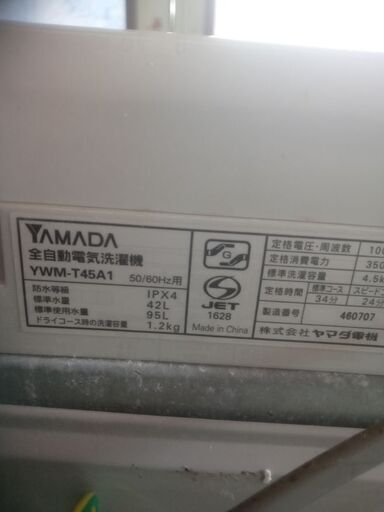 YAMADA
全自動電気洗濯機
YWM-T45A1 50/60Hz用
防水等級 IPX4
標準水量 42L
標準使用水量 95L
ドライコース時の洗濯容量 1.2kg
S
G
JET
1628
Made in China
定格電圧・周波数 100
定格消費電力 350
標準洗濯容量 4.5k
定格時間 標準コース スピード
34分 24分
製造番号 460707
株式会社 ヤマダ電機